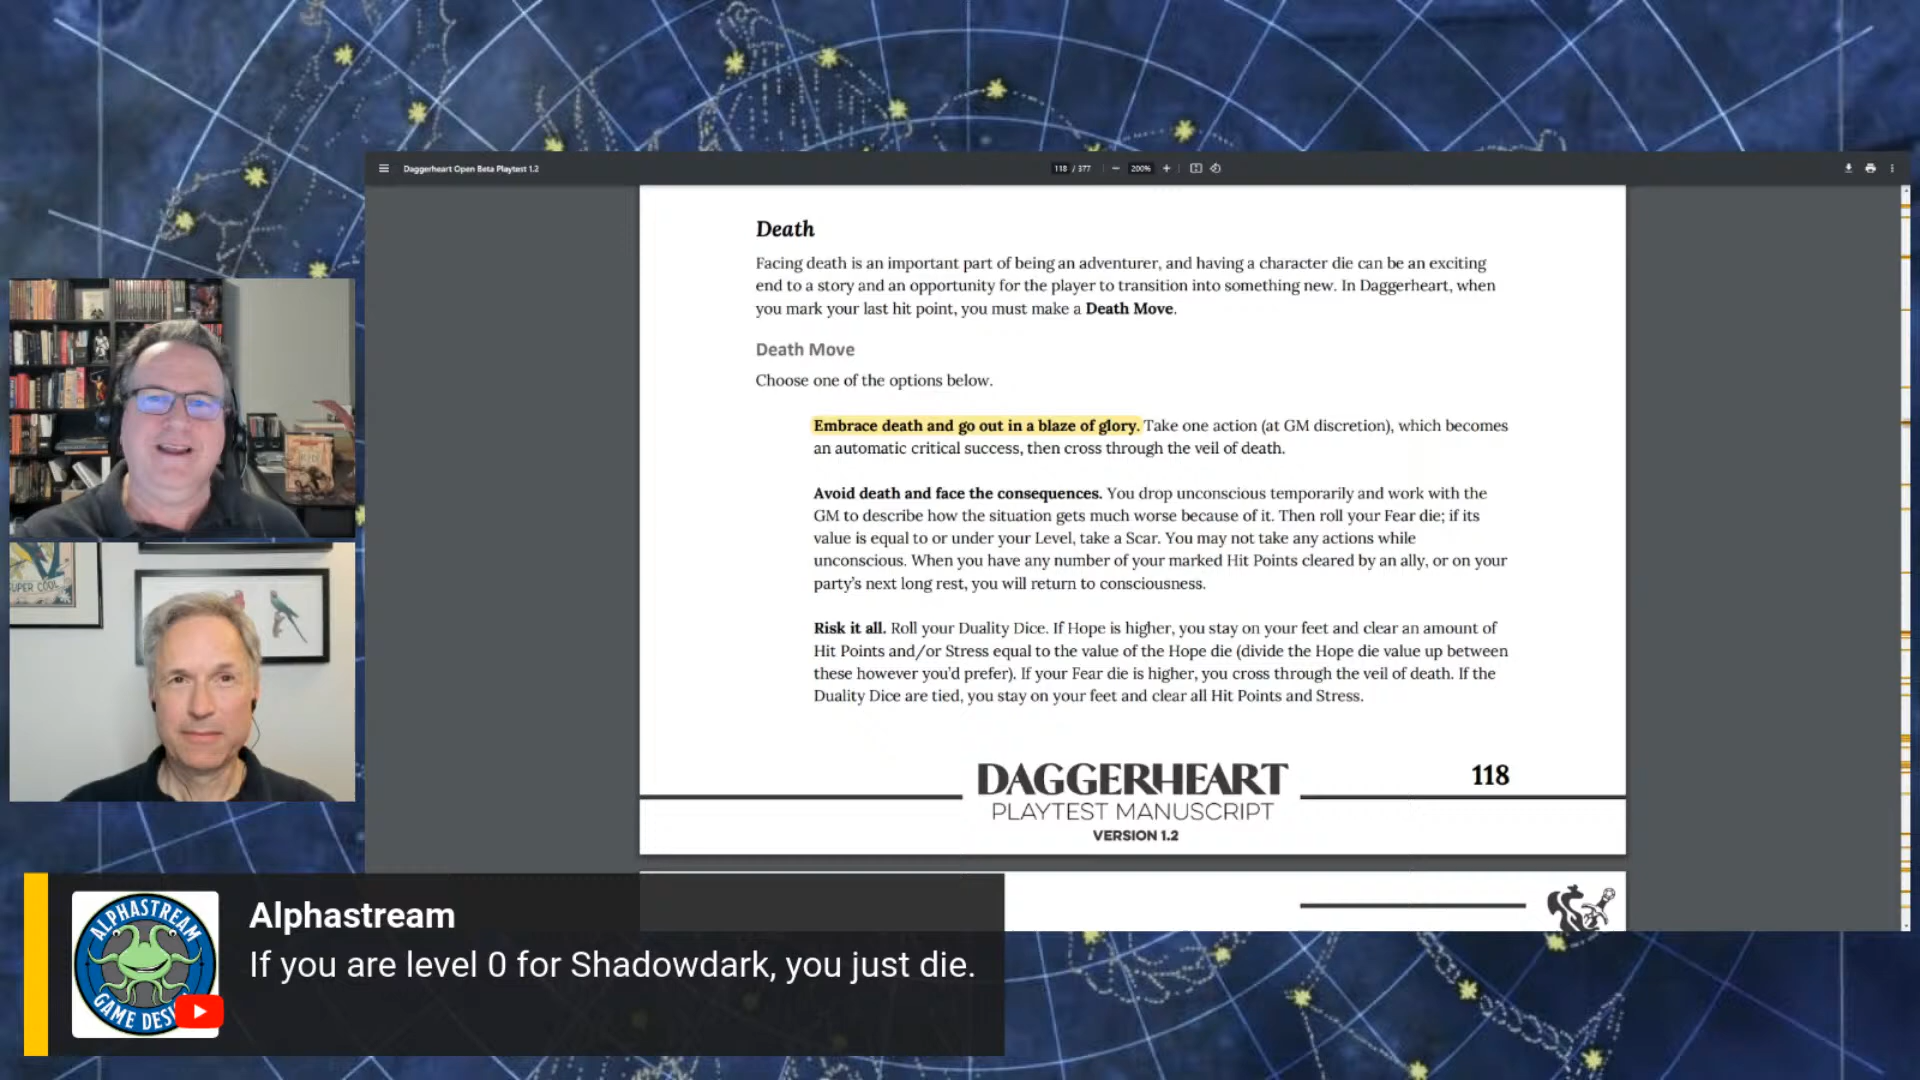 Daggerheart Open Beta Playtest 1.2
118 / 377
200%
Death
Facing death is an important part of being an adventurer, and having a character die can be an exciting
end to a story and an opportunity for the player to transition into something new. In Daggerheart, when
you mark your last hit point, you must make a Death Move.
Death Move
Choose one of the options below.
Embrace death and go out in a blaze of glory. Take one action (at GM discretion), which becomes
an automatic critical success, then cross through the veil of death.
Avoid death and face the consequences. You drop unconscious temporarily and work with the
GM to describe how the situation gets much worse because of it. Then roll your Fear die; if its
value is equal to or under your Level, take a Scar. You may not take any actions while
unconscious. When you have any number of your marked Hit Points cleared by an ally, or on your
party's next long rest, you will return to consciousness.
Risk it all. Roll your Duality Dice. If Hope is higher, you stay on your feet and clear an amount of
Hit Points and/or Stress equal to the value of the Hope die (divide the Hope die value up between
these however you'd prefer). If your Fear die is higher, you cross through the veil of death. If the
Duality Dice are tied, you stay on your feet and clear all Hit Points and Stress.
DAGGERHEART
PLAYTEST MANUSCRIPT
VERSION 1.2
118
SUPER COOL
ALPHASTREAM
GAME DESI
Alphastream
If you are level 0 for Shadowdark, you just die.